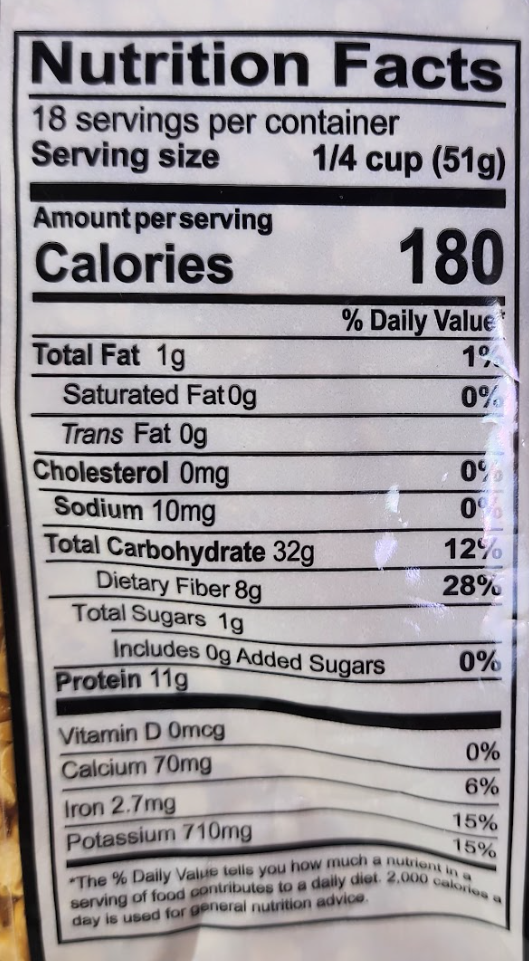 Nutrition Facts
18 servings per container
Serving size 1/4 cup (51g)
Amount per serving
Calories 180
% Daily Value*
Total Fat 1g 1%
Saturated Fat 0g 0%
Trans Fat 0g
Cholesterol 0mg 0%
Sodium 10mg 0%
Total Carbohydrate 32g 12%
Dietary Fiber 8g 28%
Total Sugars 1g
Includes 0g Added Sugars 0%
Protein 11g
Vitamin D 0mcg 0%
Calcium 70mg 6%
Iron 2.7mg 15%
Potassium 710mg 15%
*The % Daily Value tells you how much a nutrient in a
serving of food contributes to a daily diet. 2,000 calories a
day is used for general nutrition advice.